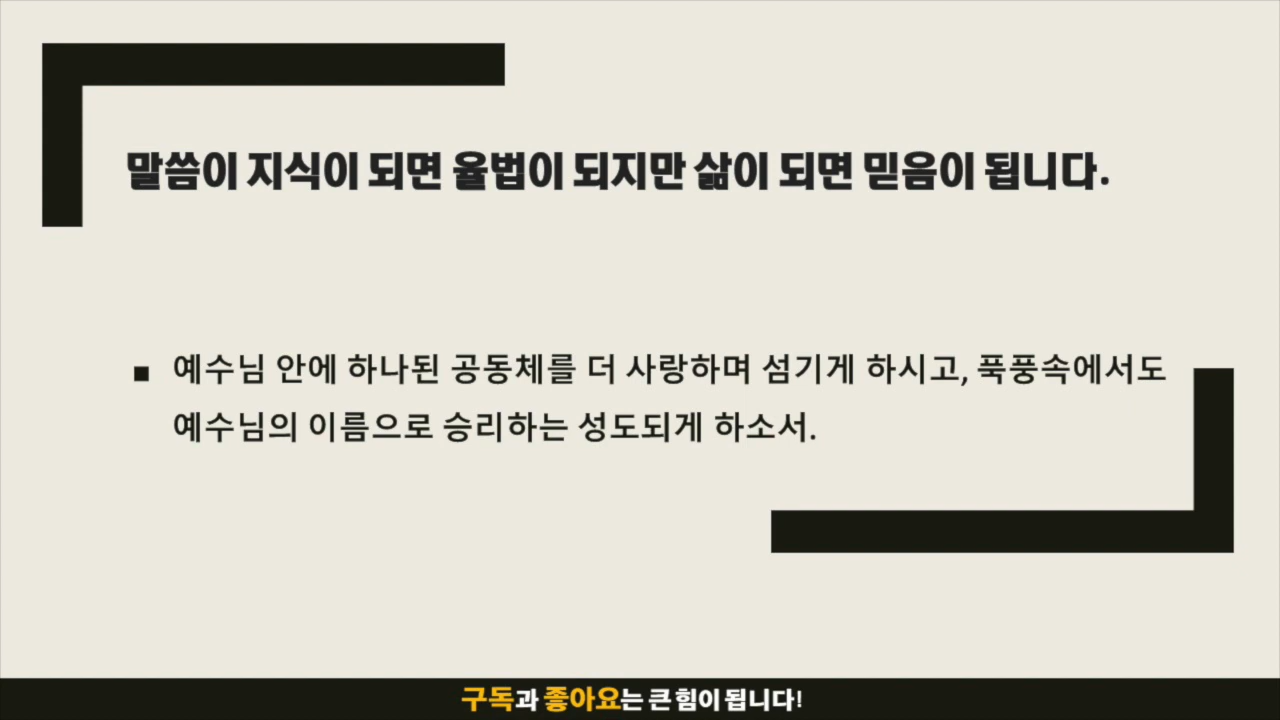 말씀이 지식이 되면 율법이 되지만 삶이 되면 믿음이 됩니다.
▪ 예수님 안에 하나된 공동체를 더 사랑하며 섬기게 하시고, 푹풍속에서도
예수님의 이름으로 승리하는 성도되게 하소서.
구독과 좋아요는 큰 힘이 됩니다!